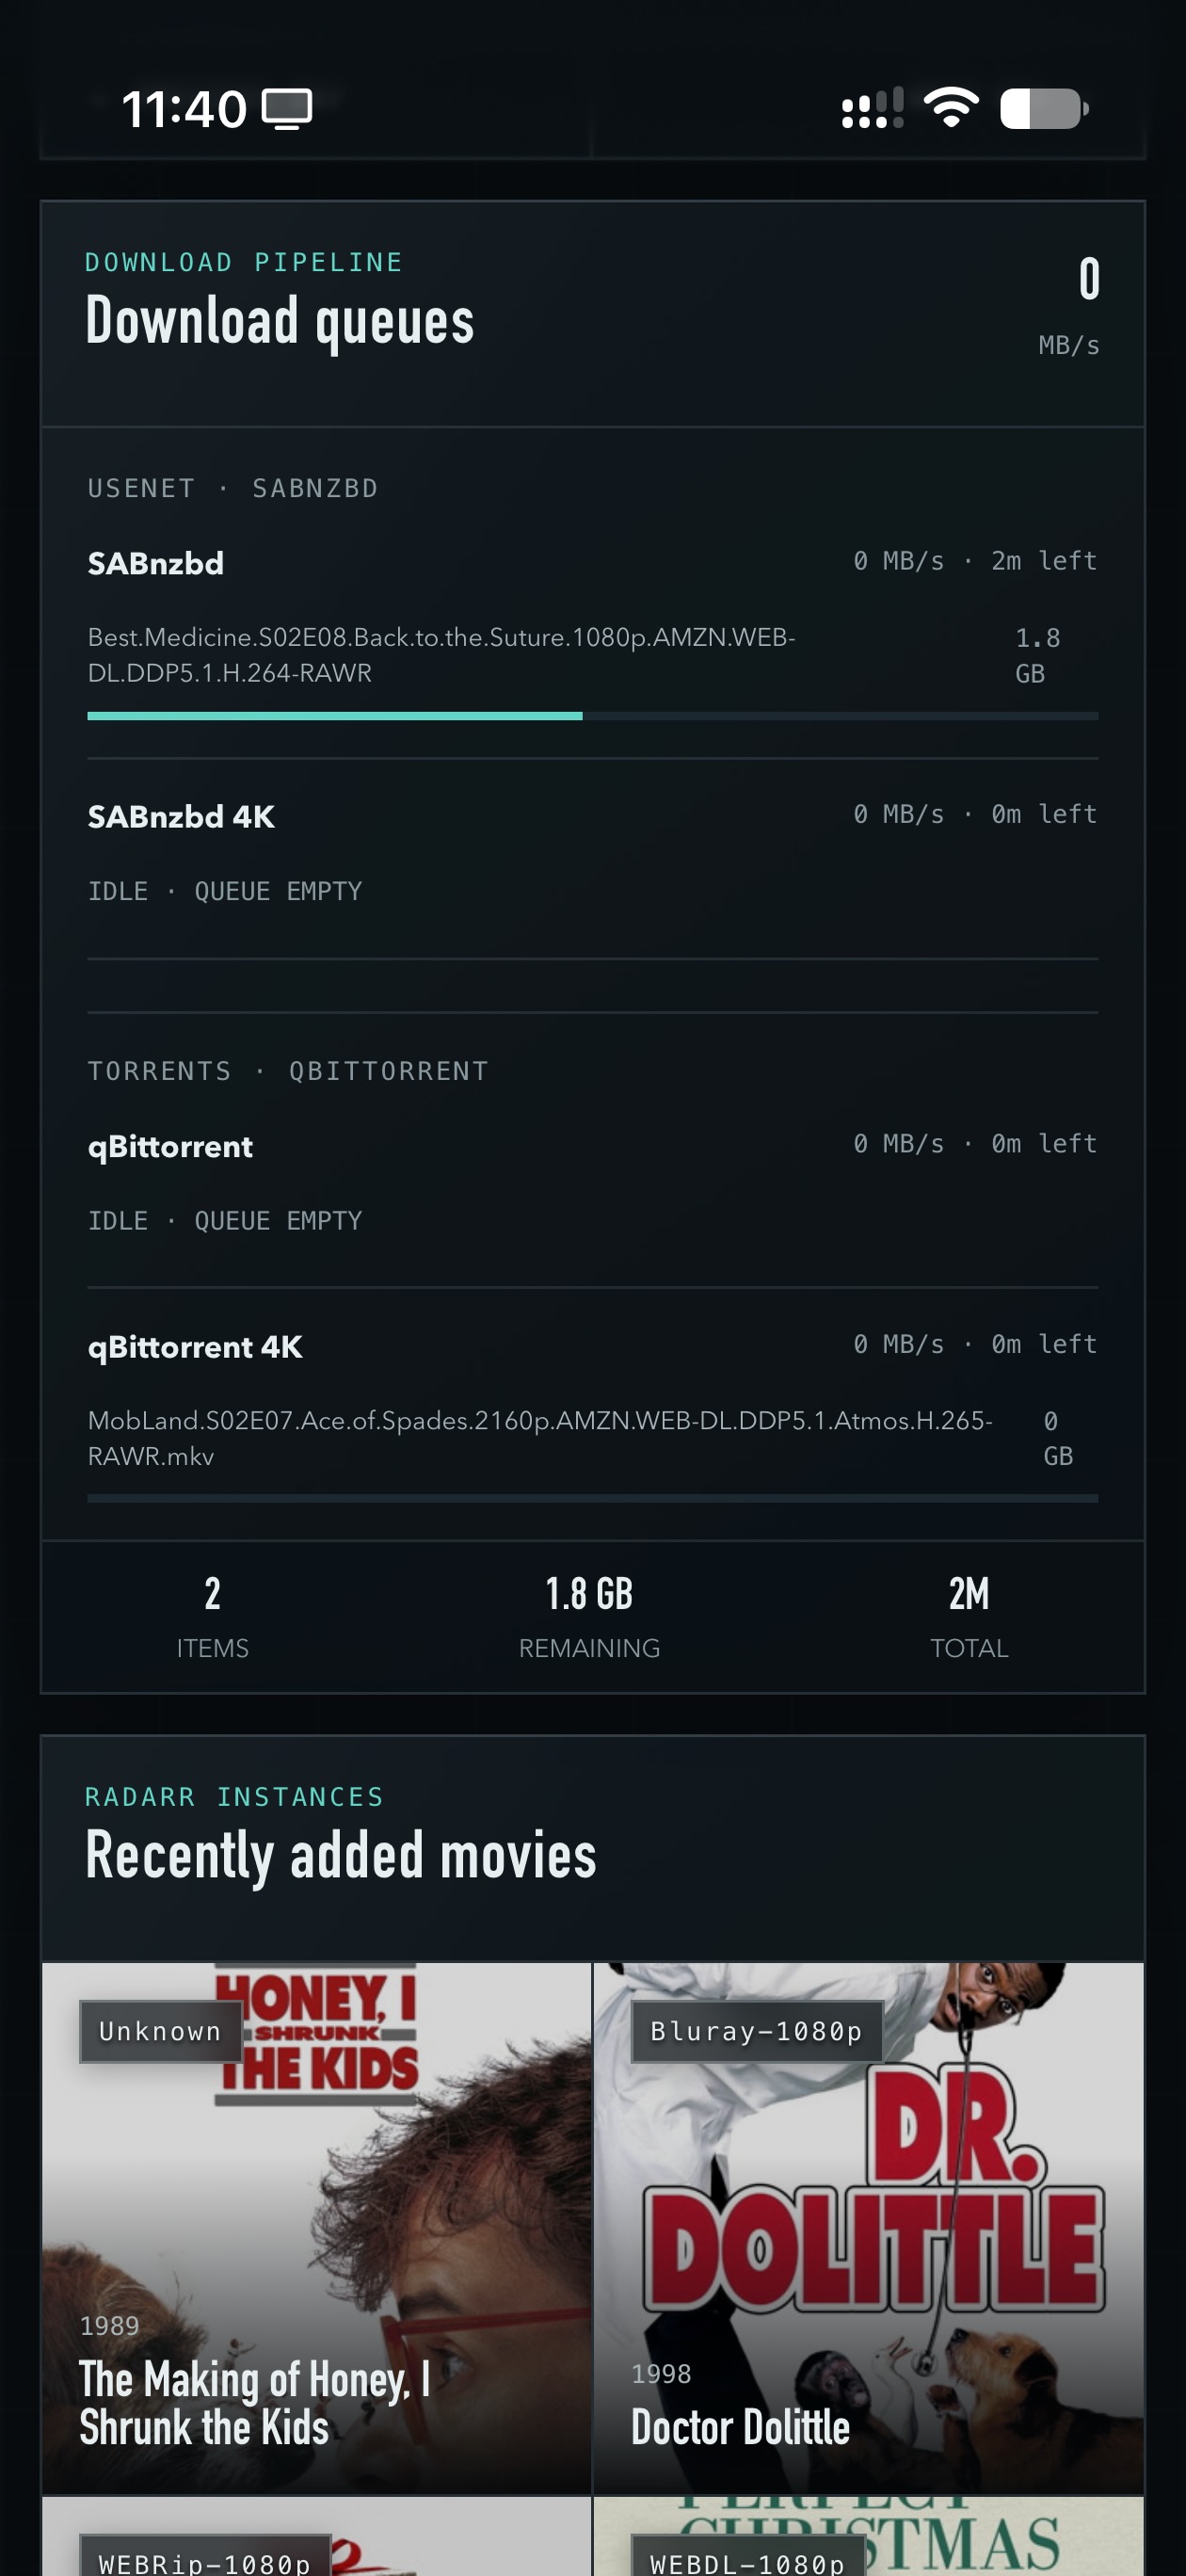 11:40
DOWNLOAD PIPELINE
Download queues
0
MB/s
USENET · SABNZBD
SABnzbd
0 MB/s · 2m left
Best.Medicine.S02E08.Back.to.the.Suture.1080p.AMZN.WEB-
DL.DDP5.1.H.264-RAWR
1.8
GB
SABnzbd 4K
0 MB/s · 0m left
IDLE · QUEUE EMPTY
TORRENTS · QBITTORRENT
qBittorrent
0 MB/s · 0m left
IDLE · QUEUE EMPTY
qBittorrent 4K
0 MB/s · 0m left
MobLand.S02E07.Ace.of.Spades.2160p.AMZN.WEB-DL.DDP5.1.Atmos.H.265-
RAWR.mkv
0
GB
2
ITEMS
1.8 GB
REMAINING
2M
TOTAL
RADARR INSTANCES
Recently added movies
Unknown
HONEY, I
SHRUNK
THE KIDS
1989
The Making of Honey, I
Shrunk the Kids
Bluray-1080p
DR.
DOLITTLE
1998
Doctor Dolittle
WEBRip-1080p
PERFECT
CHRISTMAS
WEBDL-1080p